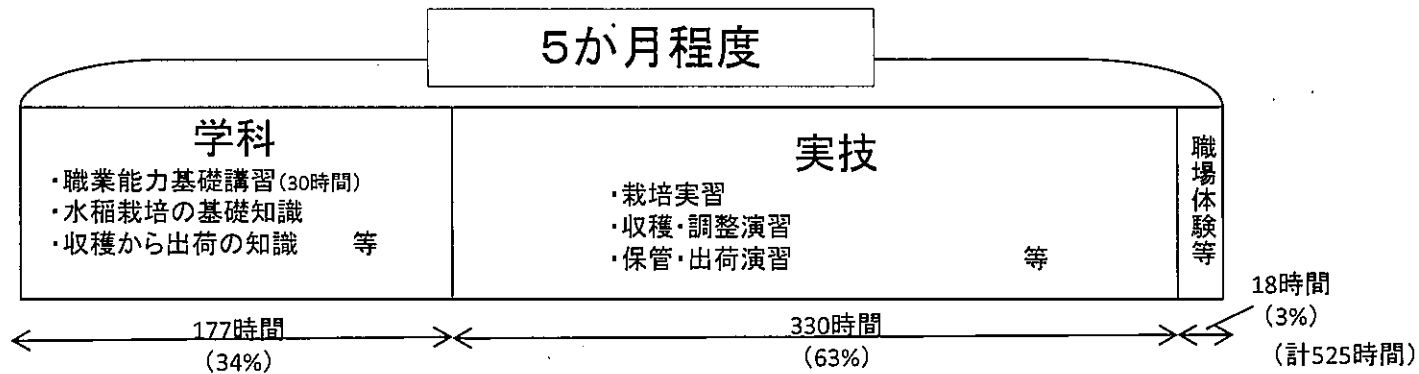 5か月程度
学科
・職業能力基礎講習(30時間)
・水稲栽培の基礎知識
・収穫から出荷の知識 等
実技
・栽培実習
・収穫・調整演習
・保管・出荷演習 等
職場体験等
177時間
(34%)
330時間
(63%)
18時間
(3%)
(計525時間)